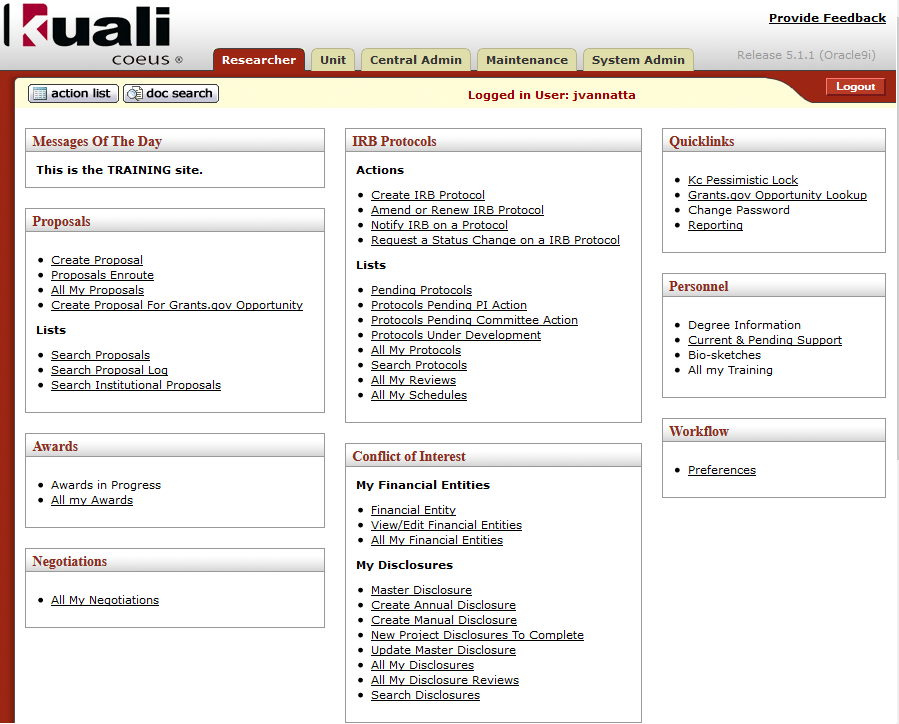 kuali
coeus ®
Provide Feedback
Researcher
Unit
Central Admin
Maintenance
System Admin
Release 5.1.1 (Oracle9i)
action list
doc search
Logged in User: jvannatta
Logout
Messages Of The Day
This is the TRAINING site.
Proposals
Create Proposal
Proposals Enroute
All My Proposals
Create Proposal For Grants.gov Opportunity
Lists
Search Proposals
Search Proposal Log
Search Institutional Proposals
Awards
Awards in Progress
All my Awards
Negotiations
All My Negotiations
IRB Protocols
Actions
Create IRB Protocol
Amend or Renew IRB Protocol
Notify IRB on a Protocol
Request a Status Change on a IRB Protocol
Lists
Pending Protocols
Protocols Pending PI Action
Protocols Pending Committee Action
Protocols Under Development
All My Protocols
Search Protocols
All My Reviews
All My Schedules
Conflict of Interest
My Financial Entities
Financial Entity
View/Edit Financial Entities
All My Financial Entities
My Disclosures
Master Disclosure
Create Annual Disclosure
Create Manual Disclosure
New Project Disclosures To Complete
Update Master Disclosure
All My Disclosures
All My Disclosure Reviews
Search Disclosures
Quicklinks
Kc Pessimistic Lock
Grants.gov Opportunity Lookup
Change Password
Reporting
Personnel
Degree Information
Current & Pending Support
Bio-sketches
All my Training
Workflow
Preferences